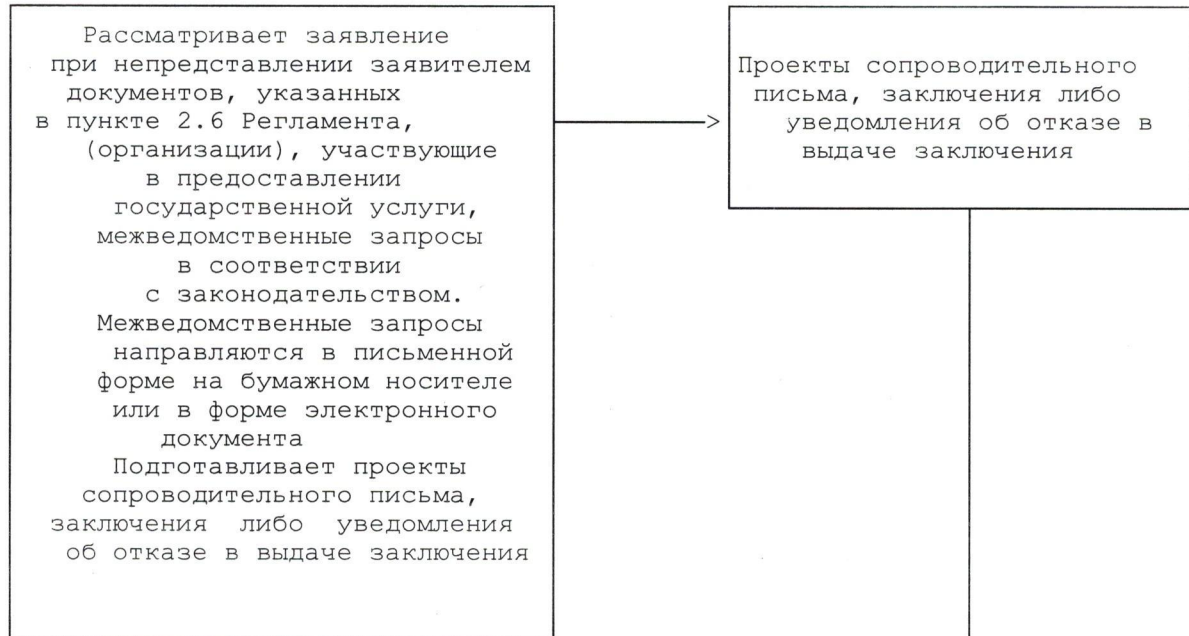 Рассматривает заявление
при непредставлении заявителем
документов, указанных
в пункте 2.6 Регламента,
(организации), участвующие
в предоставлении
государственной услуги,
межведомственные запросы
в соответствии
с законодательством.
Межведомственные запросы
направляются в письменной
форме на бумажном носителе
или в форме электронного
документа
Подготавливает проекты
сопроводительного письма,
заключения либо уведомления
об отказе в выдаче заключения
Проекты сопроводительного
письма, заключения либо
уведомления об отказе в
выдаче заключения